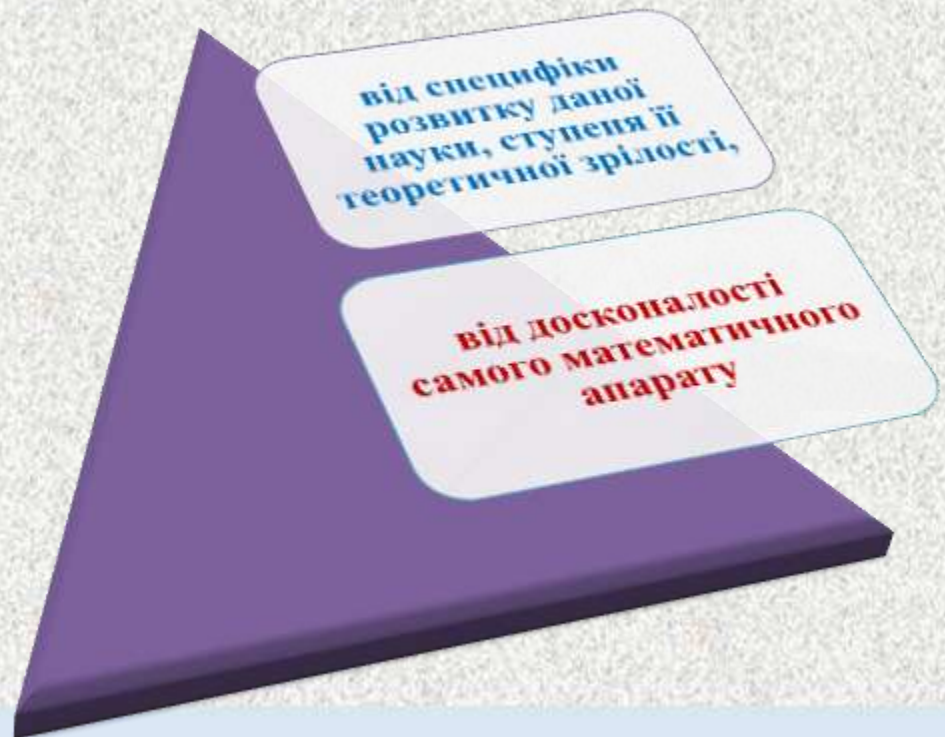 від специфіки
розвитку даної
науки, ступеня її
теоретичної зрілості,
від досконалості
самого математичного
апарату